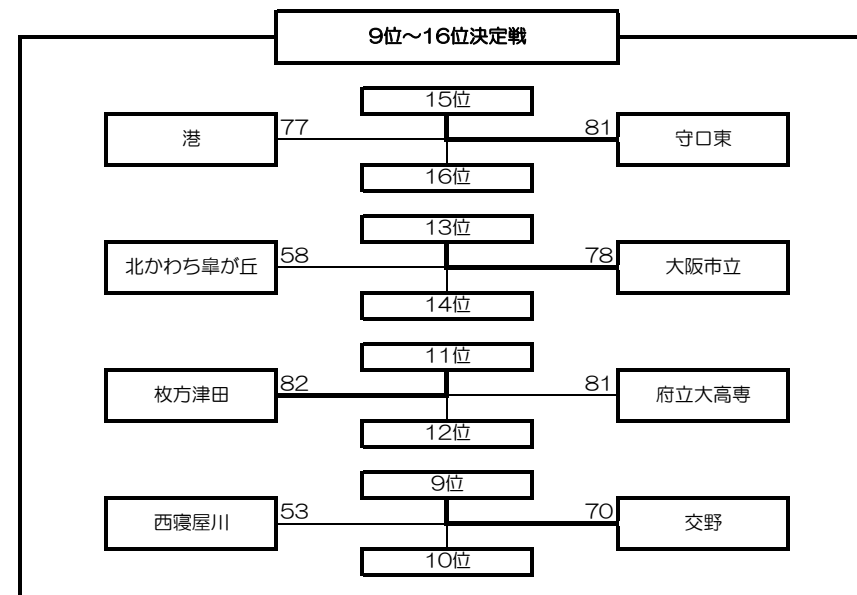 9位～16位決定戦
15位
港 77 81 守口東
16位
13位
北かわち皐が丘 58 78 大阪市立
14位
11位
枚方津田 82 81 府立大高専
12位
9位
西寝屋川 53 70 交野
10位